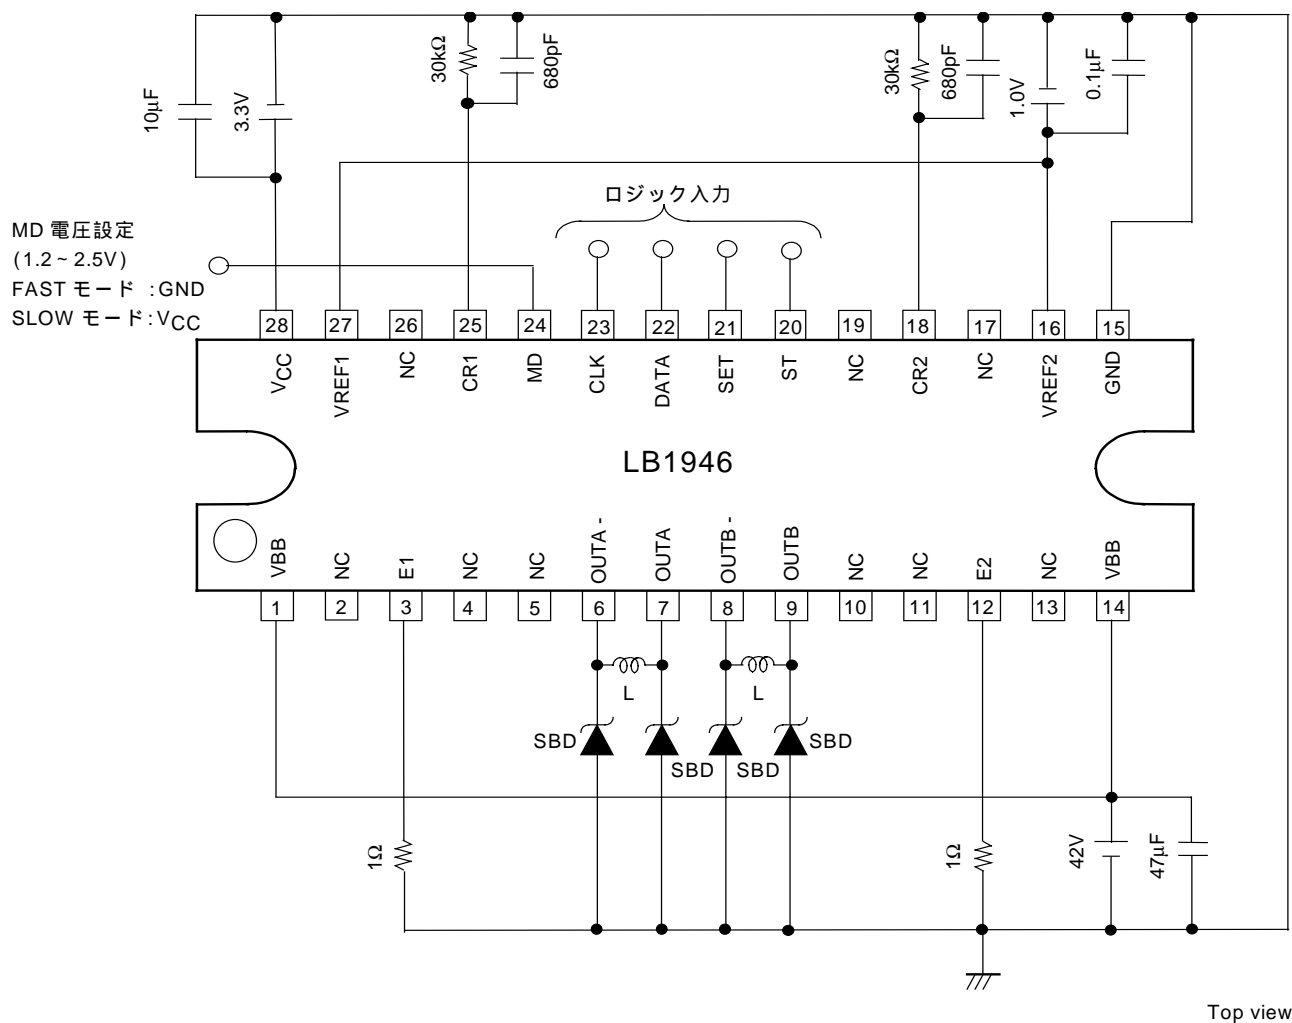 10μF
3.3V
30kΩ
680pF
30kΩ
680pF
1.0V
0.1μF
ロジック入力
MD 電圧設定
(1.2~2.5V)
FAST モード :GND
SLOW モード:VCC
28 27 26 25 24 23 22 21 20 19 18 17 16 15
VCC
VREF1
NC
CR1
MD
CLK
DATA
SET
ST
NC
CR2
NC
VREF2
GND
LB1946
VBB
NC
E1
NC
NC
OUTA -
OUTA
OUTB -
OUTB
NC
NC
E2
NC
VBB
1 2 3 4 5 6 7 8 9 10 11 12 13 14
L
L
SBD
SBD
SBD
SBD
1Ω
1Ω
42V
47μF
Top view